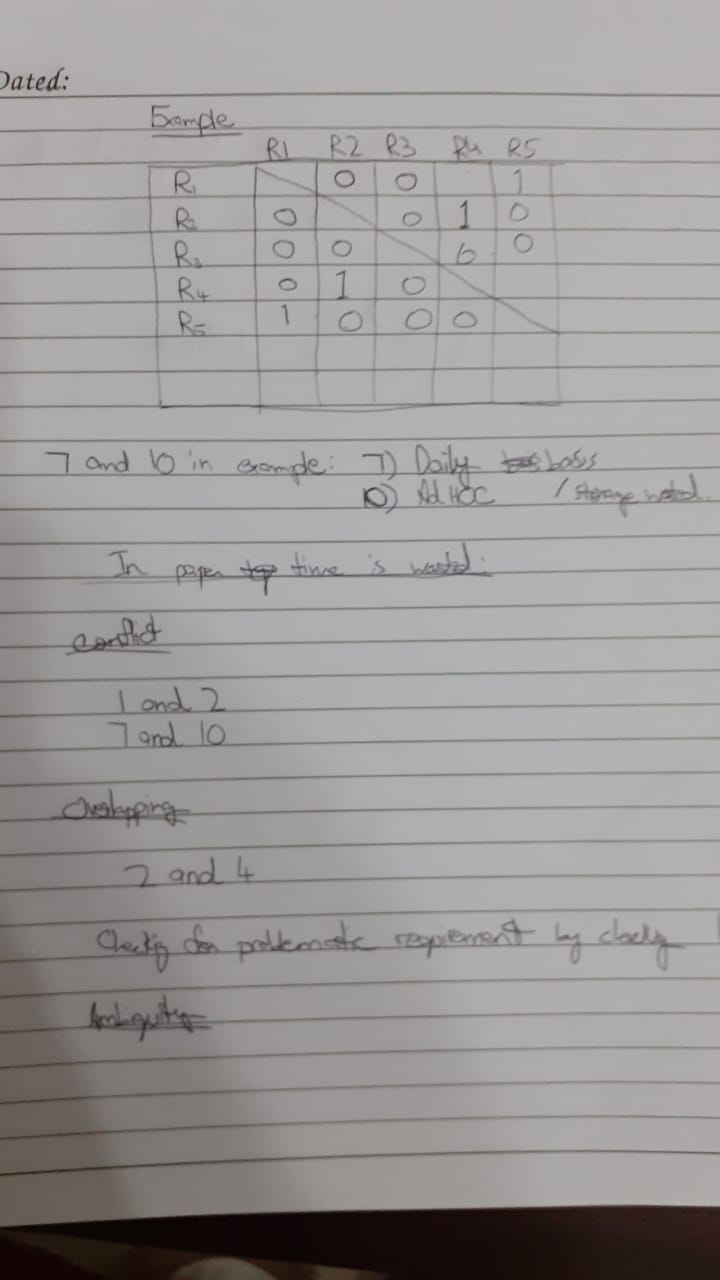 Dated:
Example
R1 R2 R3 R4 R5
R1 0 0 1
R2 0 0 1 0
R3 0 0 0
R4 0 1 0
R5 1 0 0 0
7 and 10 in example: 7) Daily basis
10) Ad HOC / storage
In paper time is wasted.
Conflict
1 and 2
7 and 10
Overlapping
2 and 4
Checking for problematic requirement by
Ambiguity